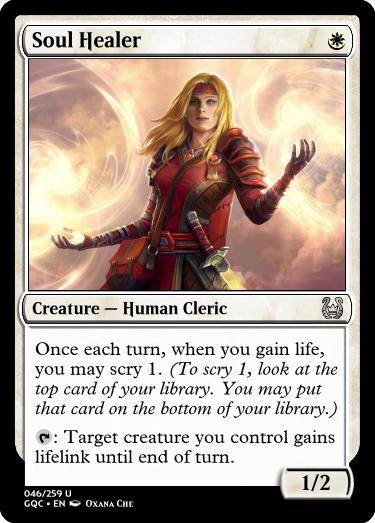 Soul Healer
Creature — Human Cleric
Once each turn, when you gain life,
you may scry 1. (To scry 1, look at the
top card of your library. You may put
that card on the bottom of your library.)
: Target creature you control gains
lifelink until end of turn.
1/2
046/259 U
GQC • EN Oxana Che